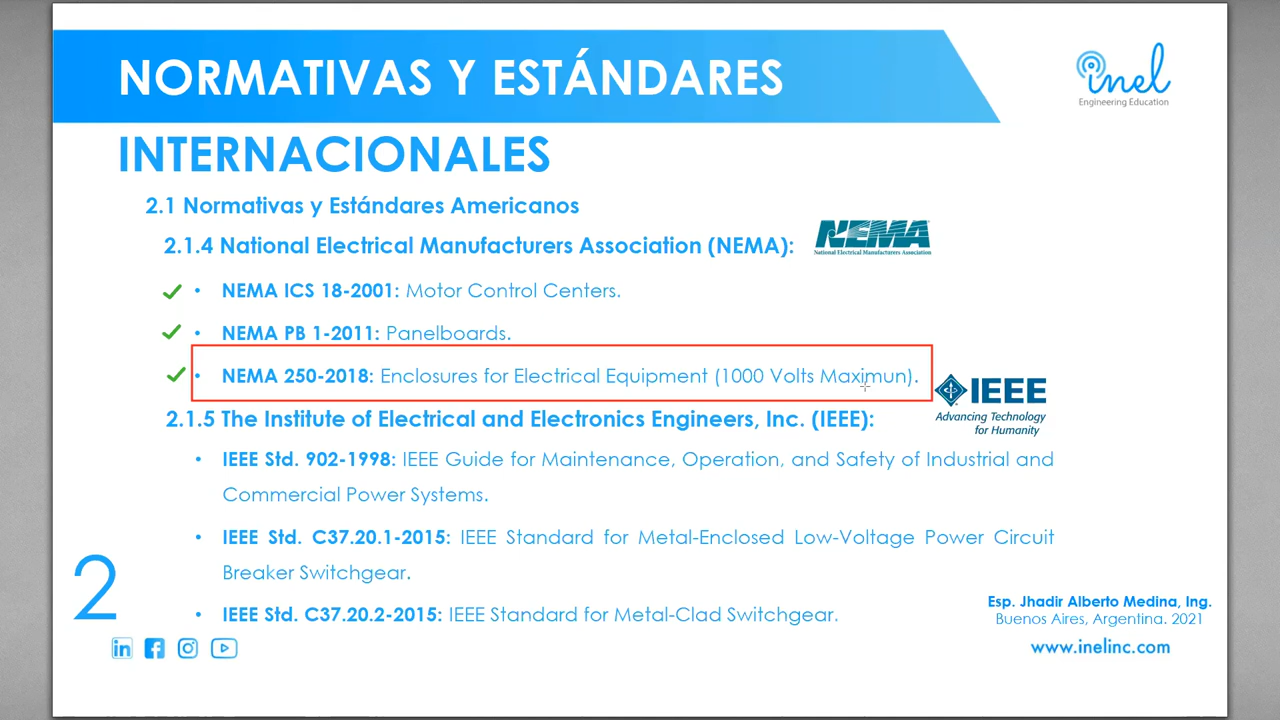 NORMATIVAS Y ESTÁNDARES
inel
Engineering Education
INTERNACIONALES
2.1 Normativas y Estándares Americanos
2.1.4 National Electrical Manufacturers Association (NEMA):
NEMA
National Electrical Manufacturers Association
• NEMA ICS 18-2001: Motor Control Centers.
• NEMA PB 1-2011: Panelboards.
• NEMA 250-2018: Enclosures for Electrical Equipment (1000 Volts Maximun).
IEEE
Advancing Technology
for Humanity
2.1.5 The Institute of Electrical and Electronics Engineers, Inc. (IEEE):
• IEEE Std. 902-1998: IEEE Guide for Maintenance, Operation, and Safety of Industrial and
Commercial Power Systems.
• IEEE Std. C37.20.1-2015: IEEE Standard for Metal-Enclosed Low-Voltage Power Circuit
Breaker Switchgear.
• IEEE Std. C37.20.2-2015: IEEE Standard for Metal-Clad Switchgear.
2
Esp. Jhadir Alberto Medina, Ing.
Buenos Aires, Argentina. 2021
www.inelinc.com